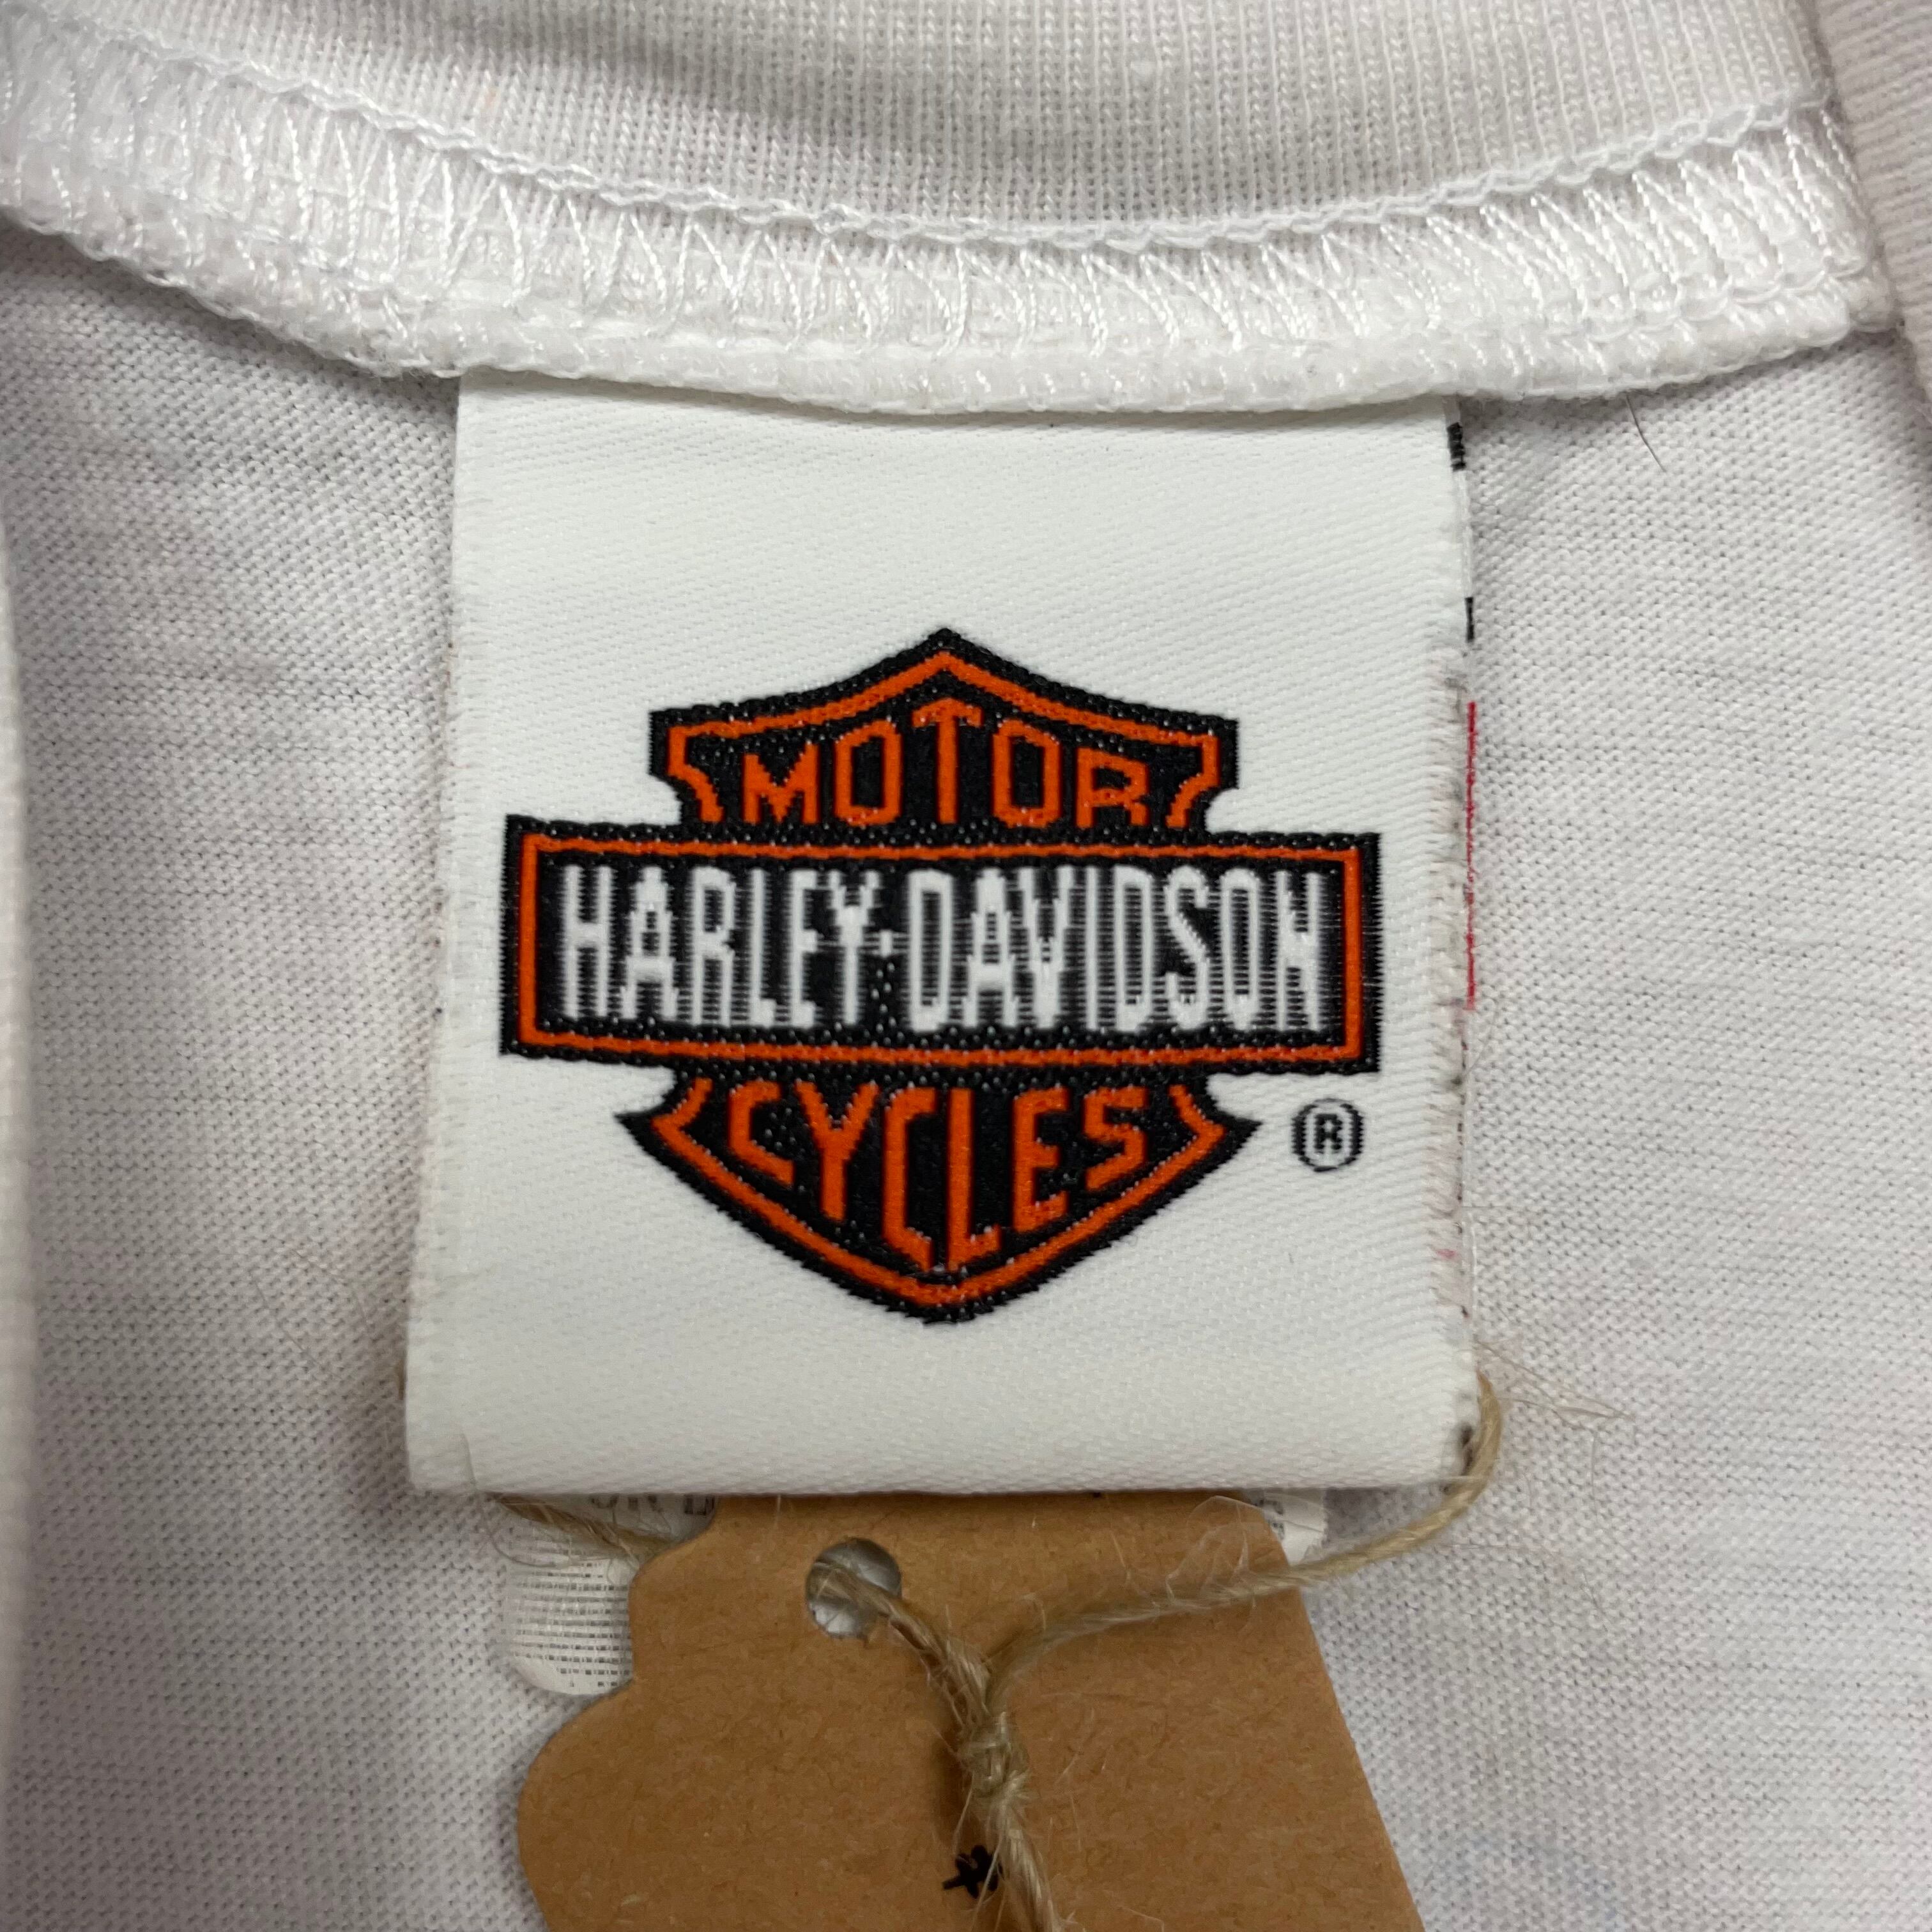 MOTOR
HARLEY-DAVIDSON
CYCLES
®